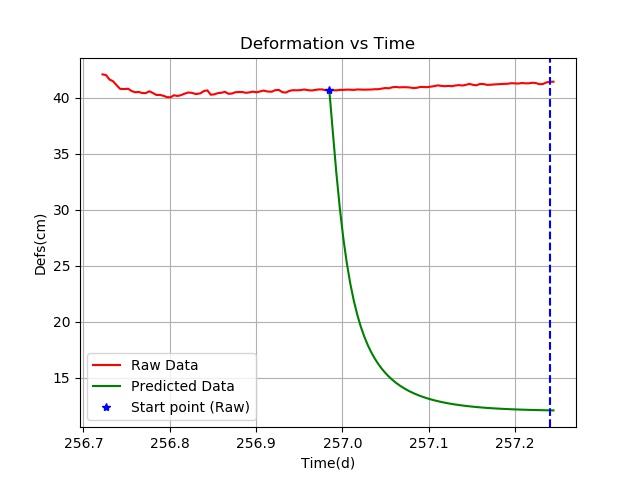 Deformation vs Time
Defs(cm)
40
35
30
25
20
15
Raw Data
Predicted Data
Start point (Raw)
256.7 256.8 256.9 257.0 257.1 257.2
Time(d)